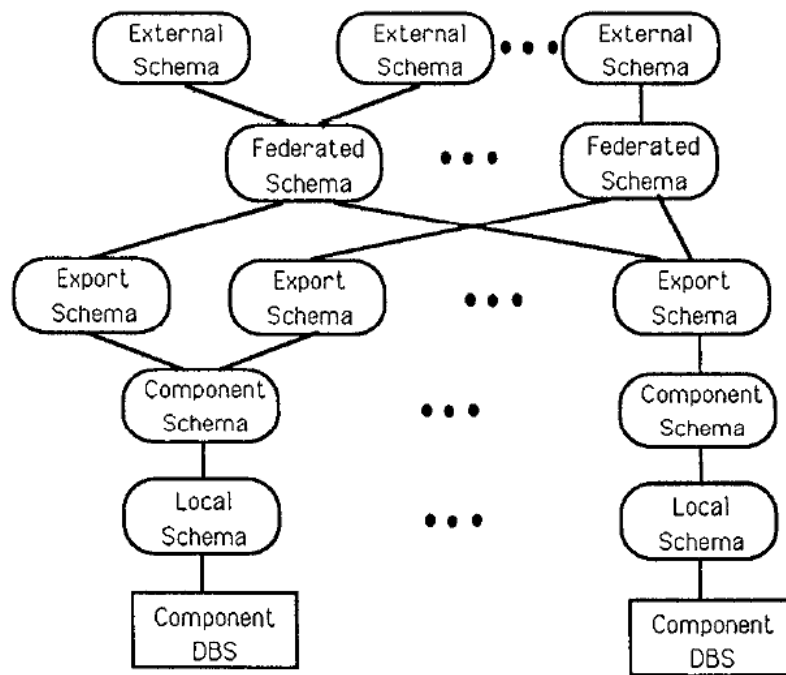 External
Schema
External
Schema
External
Schema
Federated
Schema
Federated
Schema
Export
Schema
Export
Schema
Export
Schema
Component
Schema
Component
Schema
Local
Schema
Local
Schema
Component
DBS
Component
DBS